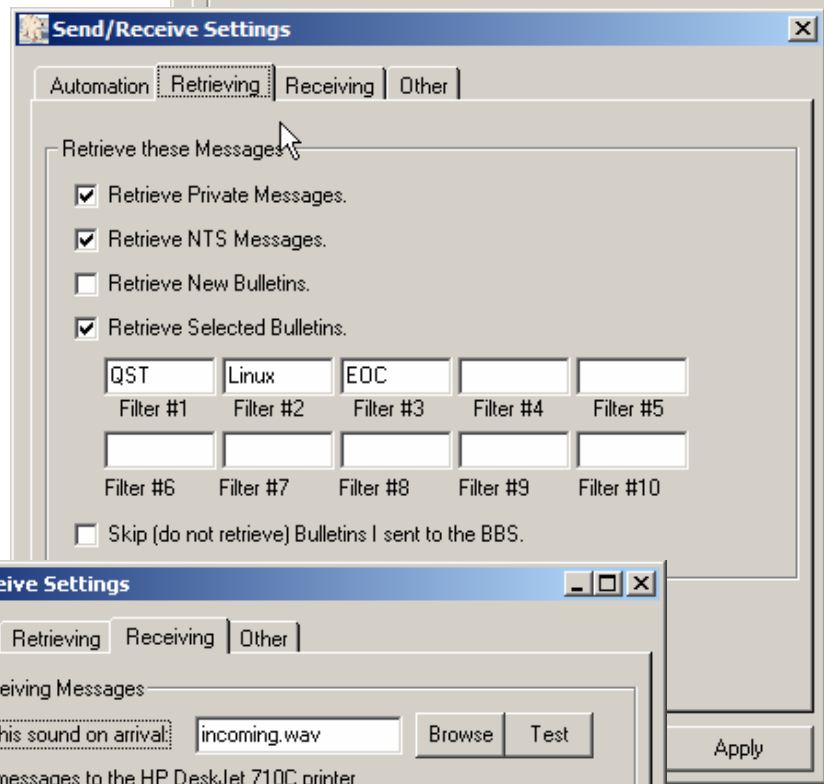 Send/Receive Settings
Automation Retrieving Receiving Other
Retrieve these Messages
Retrieve Private Messages.
Retrieve NTS Messages.
Retrieve New Bulletins.
Retrieve Selected Bulletins.
QST Linux EOC
Filter #1 Filter #2 Filter #3 Filter #4 Filter #5
Filter #6 Filter #7 Filter #8 Filter #9 Filter #10
Skip (do not retrieve) Bulletins I sent to the BBS.
eive Settings
Retrieving Receiving Other
eiving Messages
his sound on arrival: incoming.wav Browse Test
messages to the HP DeskJet 710C printer
Apply